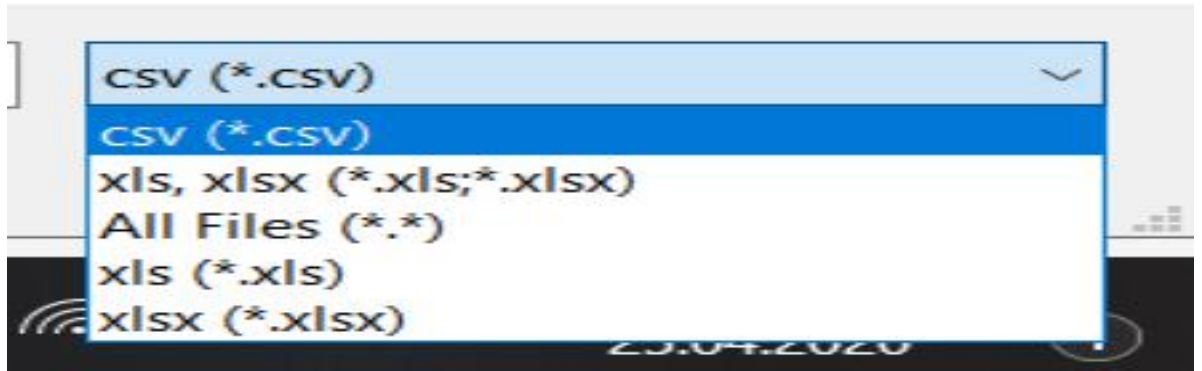 csv (*.csv)
csv (*.csv)
xls, xlsx (*.xls;*.xlsx)
All Files (*.*)
xls (*.xls)
xlsx (*.xlsx)